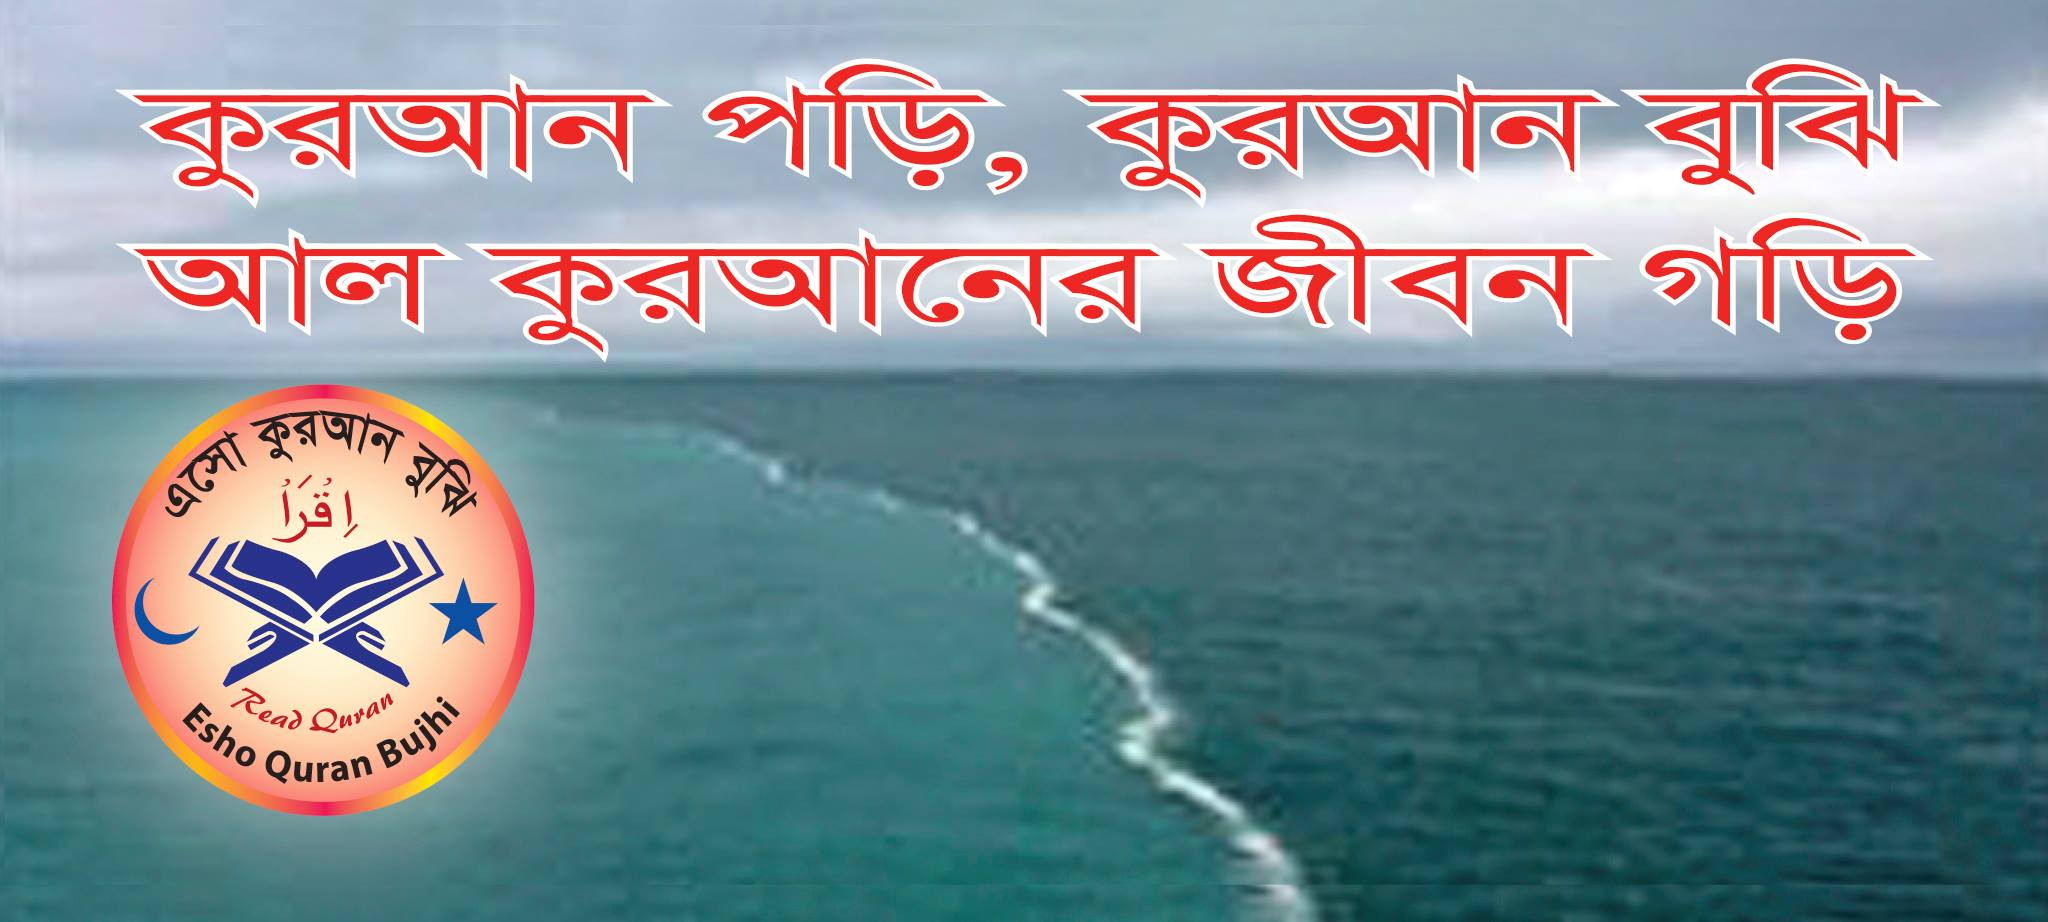 কুরআন পড়ি, কুরআন বুঝি
আল কুরআনের জীবন গড়ি
এসো কুরআন বুঝি
اِقْرَأْ
Read Quran
Esho Quran Bujhi